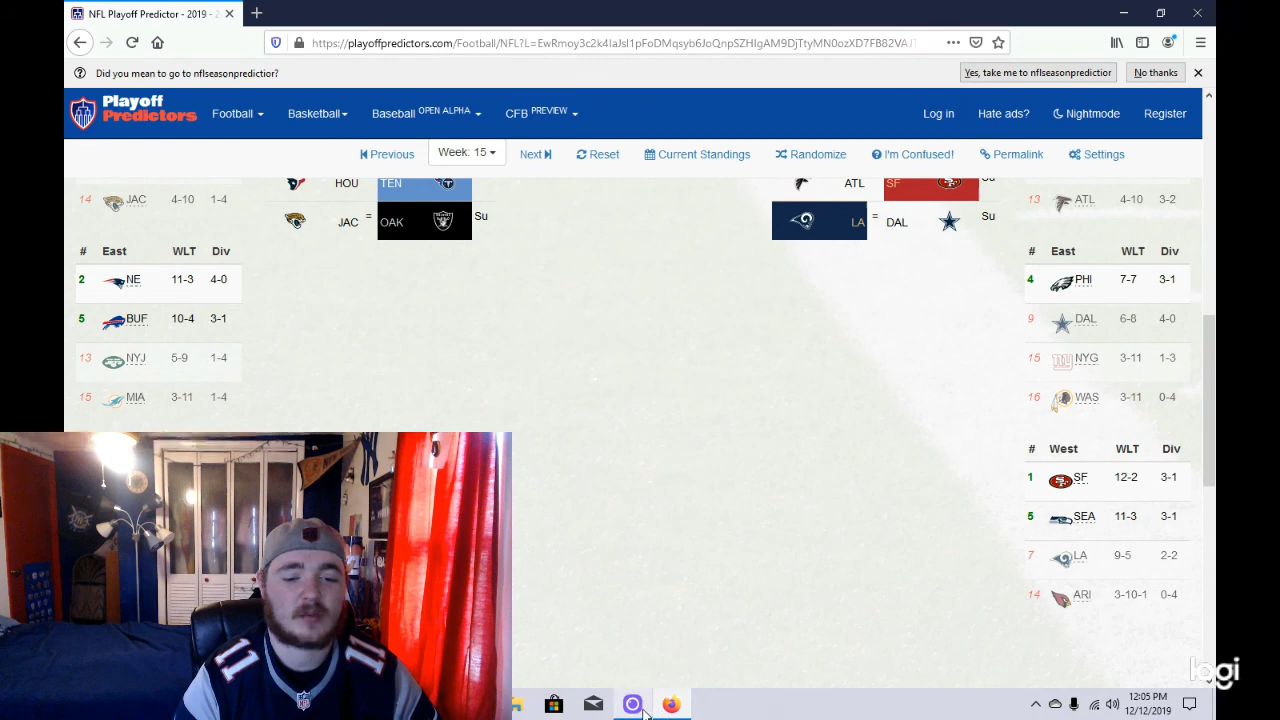 NFL Playoff Predictor - 2019 -
https://playoffpredictors.com/Football/NFL?L=EwRmoy3c2k4IaJsl1pFoDMqsyb6JoQnpSZHIgAM9DjTtyMN0ozXD7FB82VAJT
Did you mean to go to nflseasonpredictior?
Yes, take me to nflseasonpredictior
No thanks
Playoff Predictors
Football Basketball Baseball OPEN ALPHA CFB PREVIEW Log in Hate ads? Nightmode Register
Previous Week: 15 Next Reset Current Standings Randomize I'm Confused! Permalink Settings
HOU TEN
ATL SF Su
14 JAC 4-10 1-4
13 ATL 4-10 3-2
JAC = OAK Su
LA = DAL Su
# East WLT Div
2 NE 11-3 4-0
5 BUF 10-4 3-1
13 NYJ 5-9 1-4
15 MIA 3-11 1-4
# East WLT Div
4 PHI 7-7 3-1
9 DAL 6-8 4-0
15 NYG 3-11 1-3
16 WAS 3-11 0-4
# West WLT Div
1 SF 12-2 3-1
5 SEA 11-3 3-1
7 LA 9-5 2-2
14 ARI 3-10-1 0-4
11 11
logi
12:05 PM
12/12/2019